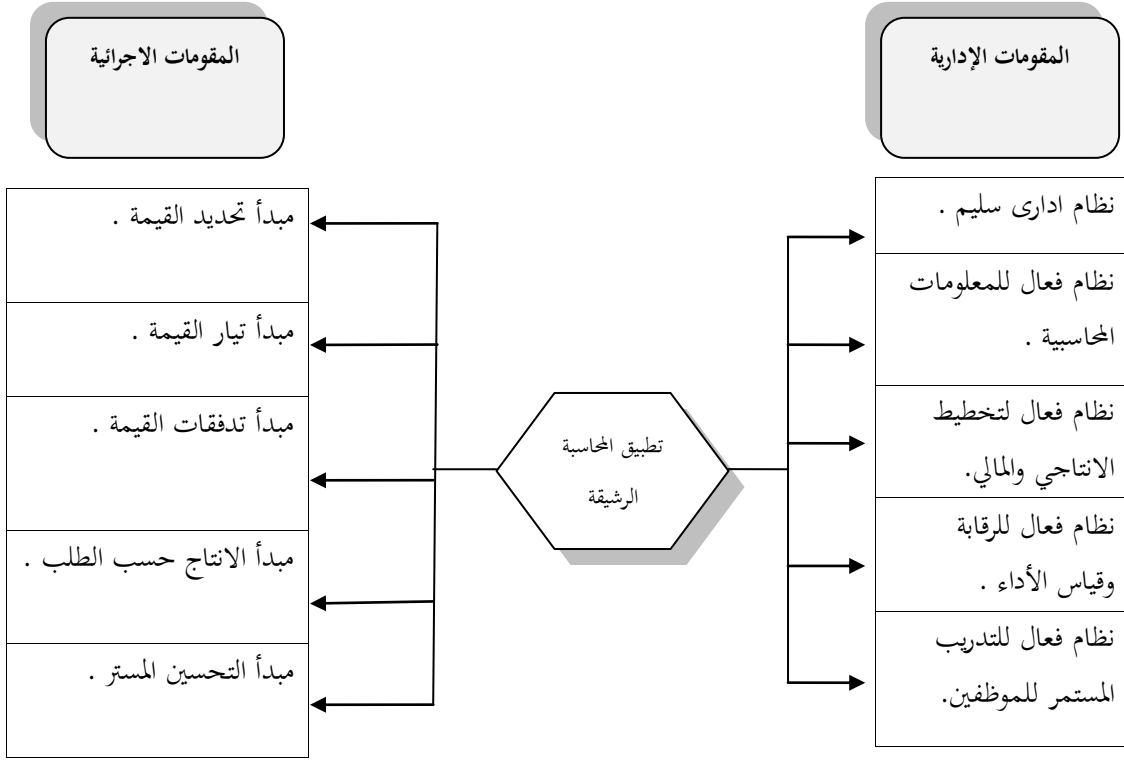 المقومات الإدارية
نظام ادارى سليم .
نظام فعال للمعلومات
المحاسبية .
نظام فعال لتخطيط
الانتاجي والمالي.
نظام فعال للرقابة
وقياس الأداء .
نظام فعال للتدريب
المستمر للموظفين.
تطبيق المحاسبة
الرشيقة
المقومات الاجرائية
مبدأ تحديد القيمة .
مبدأ تيار القيمة .
مبدأ تدفقات القيمة .
مبدأ الانتاج حسب الطلب .
مبدأ التحسين المستر .